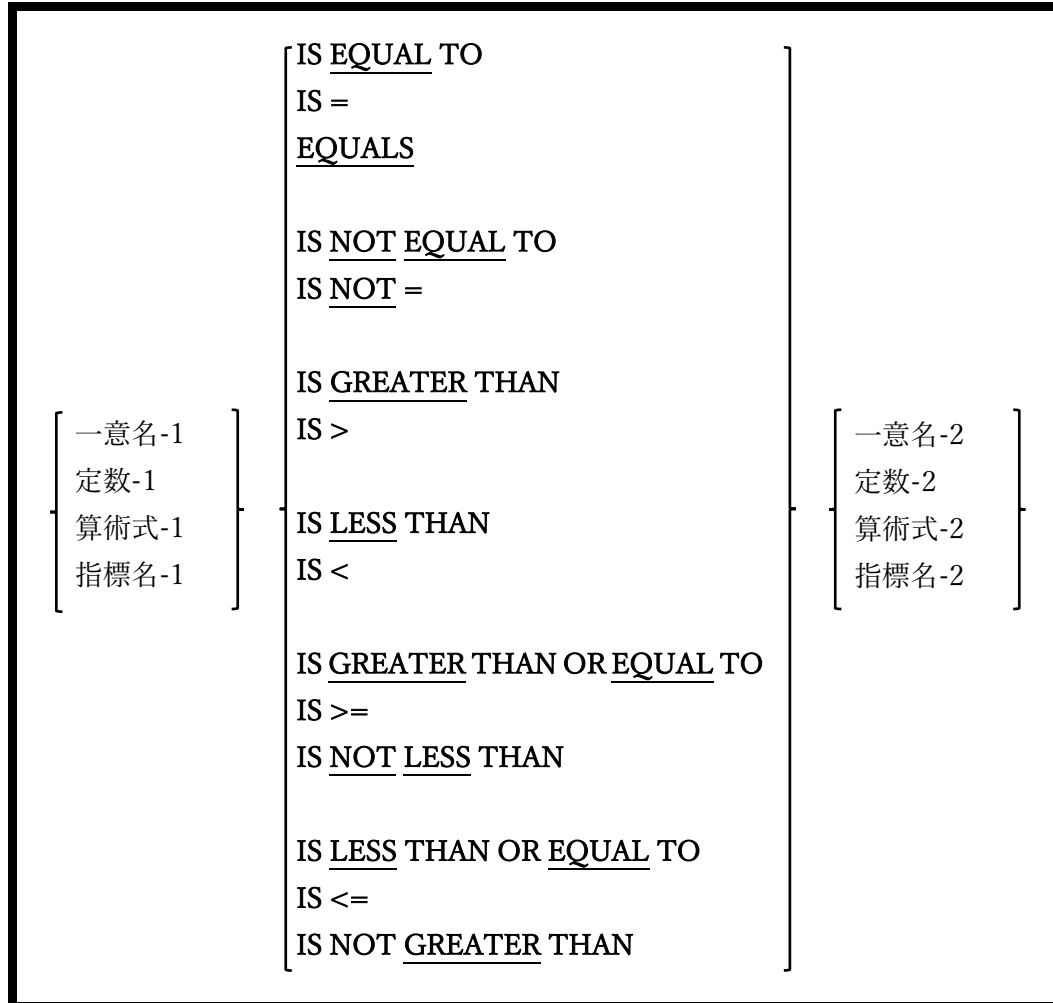 一意名-1
定数-1
算術式-1
指標名-1
IS EQUAL TO
IS =
EQUALS
IS NOT EQUAL TO
IS NOT =
IS GREATER THAN
IS >
IS LESS THAN
IS <
IS GREATER THAN OR EQUAL TO
IS >=
IS NOT LESS THAN
IS LESS THAN OR EQUAL TO
IS <=
IS NOT GREATER THAN
一意名-2
定数-2
算術式-2
指標名-2